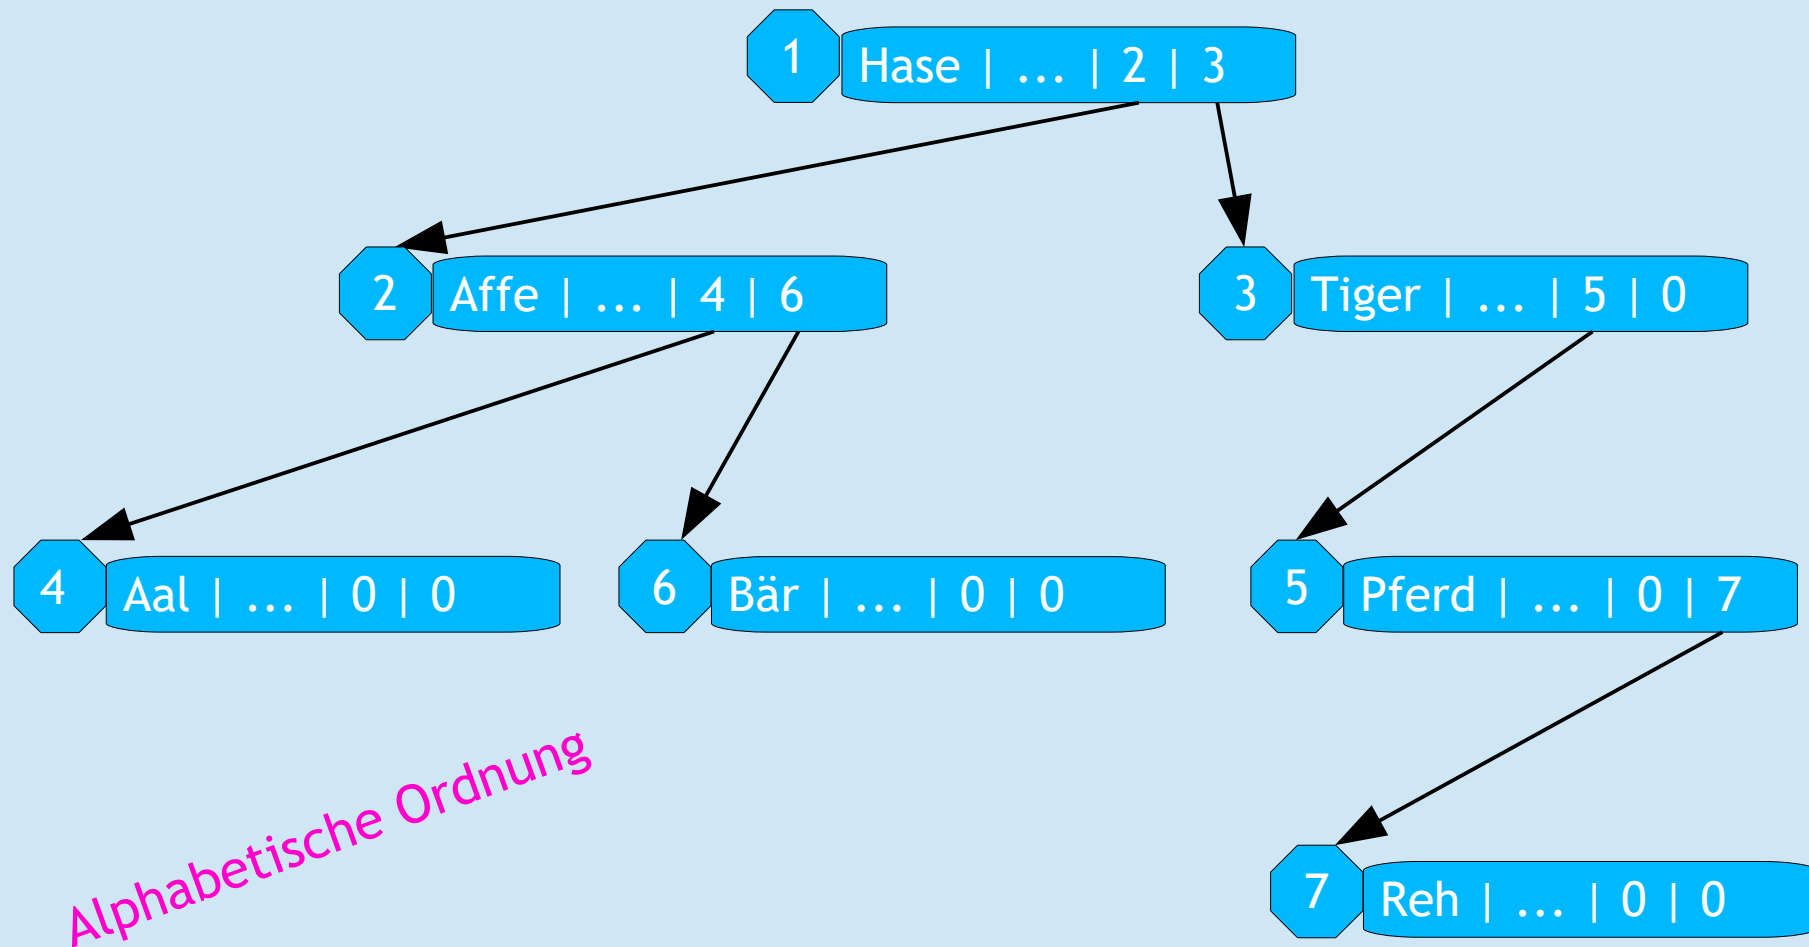 1 Hase | ... | 2 | 3
2 Affe | ... | 4 | 6
3 Tiger | ... | 5 | 0
4 Aal | ... | 0 | 0
6 Bär | ... | 0 | 0
5 Pferd | ... | 0 | 7
Alphabetische Ordnung
7 Reh | ... | 0 | 0